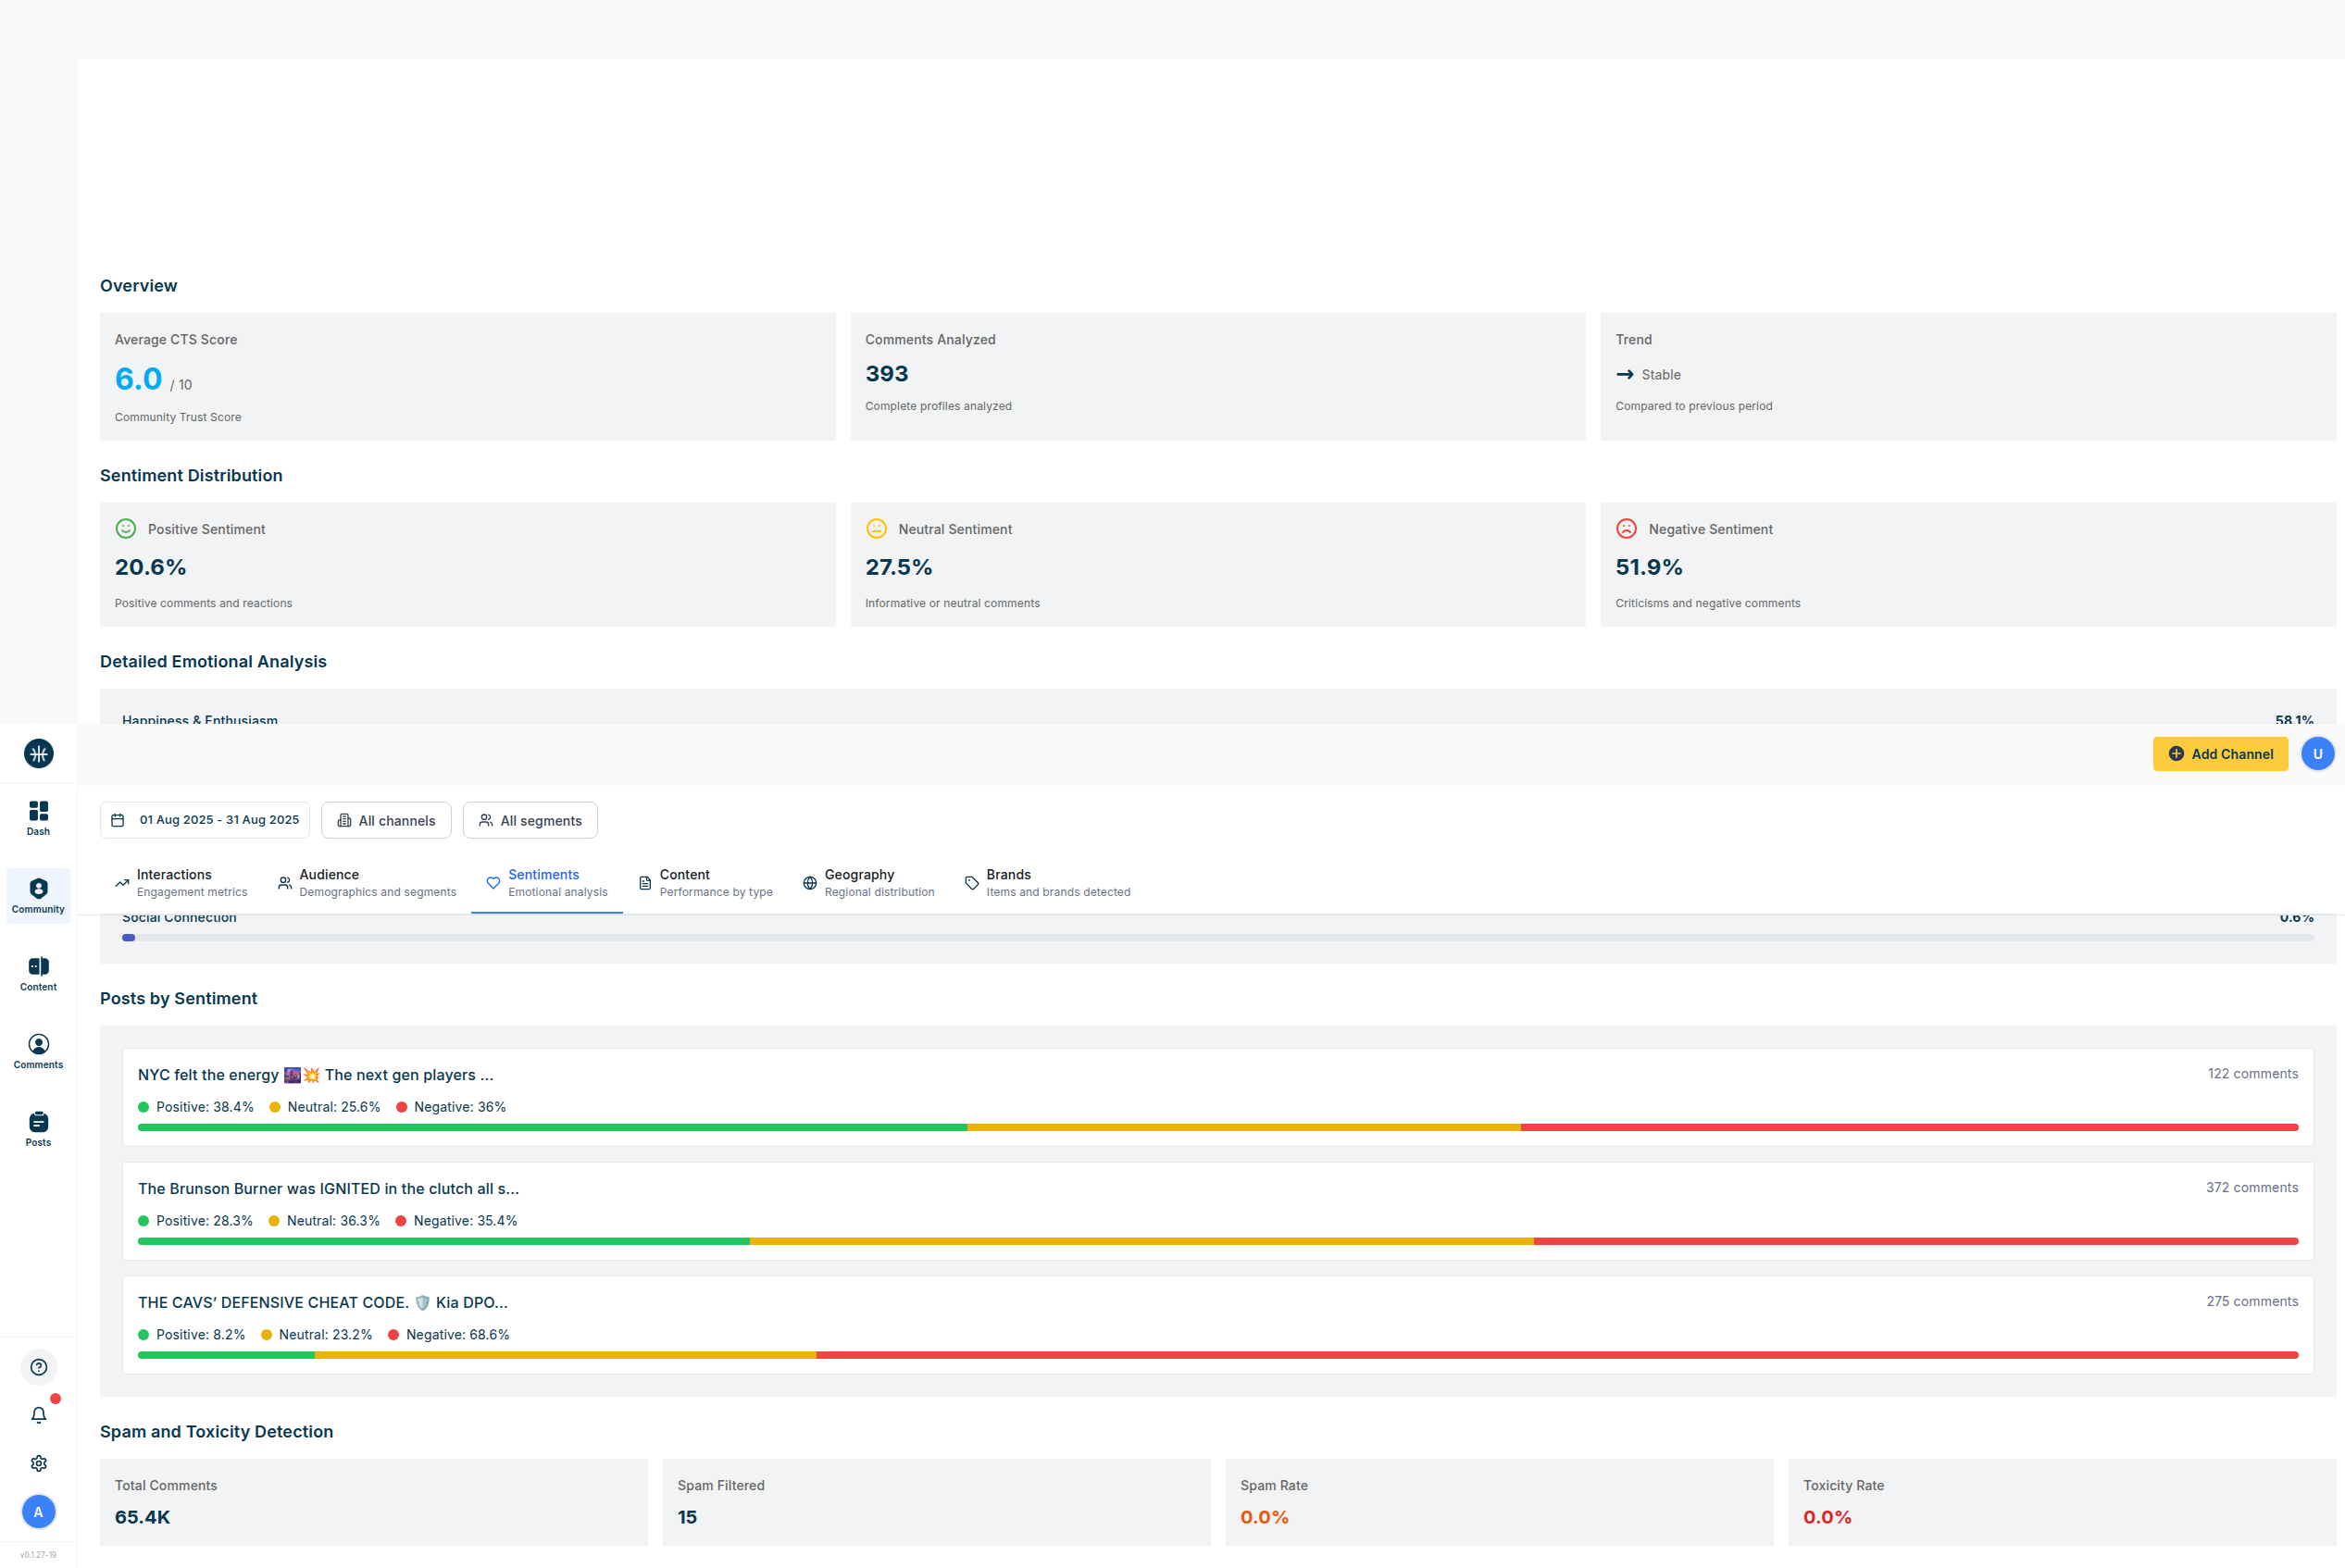 Overview
Average CTS Score
6.0 / 10
Community Trust Score
Comments Analyzed
393
Complete profiles analyzed
Trend
→ Stable
Compared to previous period
Sentiment Distribution
Positive Sentiment
20.6%
Positive comments and reactions
Neutral Sentiment
27.5%
Informative or neutral comments
Negative Sentiment
51.9%
Criticisms and negative comments
Detailed Emotional Analysis
Happiness & Enthusiasm 58.1%
Add Channel
U
Dash
Community
Content
Comments
Posts
A
v0.1.27-19
01 Aug 2025 - 31 Aug 2025
All channels
All segments
Interactions
Engagement metrics
Audience
Demographics and segments
Sentiments
Emotional analysis
Content
Performance by type
Geography
Regional distribution
Brands
Items and brands detected
Social Connection 0.6%
Posts by Sentiment
NYC felt the energy 🌆💥 The next gen players ...
122 comments
Positive: 38.4% Neutral: 25.6% Negative: 36%
The Brunson Burner was IGNITED in the clutch all s...
372 comments
Positive: 28.3% Neutral: 36.3% Negative: 35.4%
THE CAVS’ DEFENSIVE CHEAT CODE. 🛡️ Kia DPO...
275 comments
Positive: 8.2% Neutral: 23.2% Negative: 68.6%
Spam and Toxicity Detection
Total Comments
65.4K
Spam Filtered
15
Spam Rate
0.0%
Toxicity Rate
0.0%